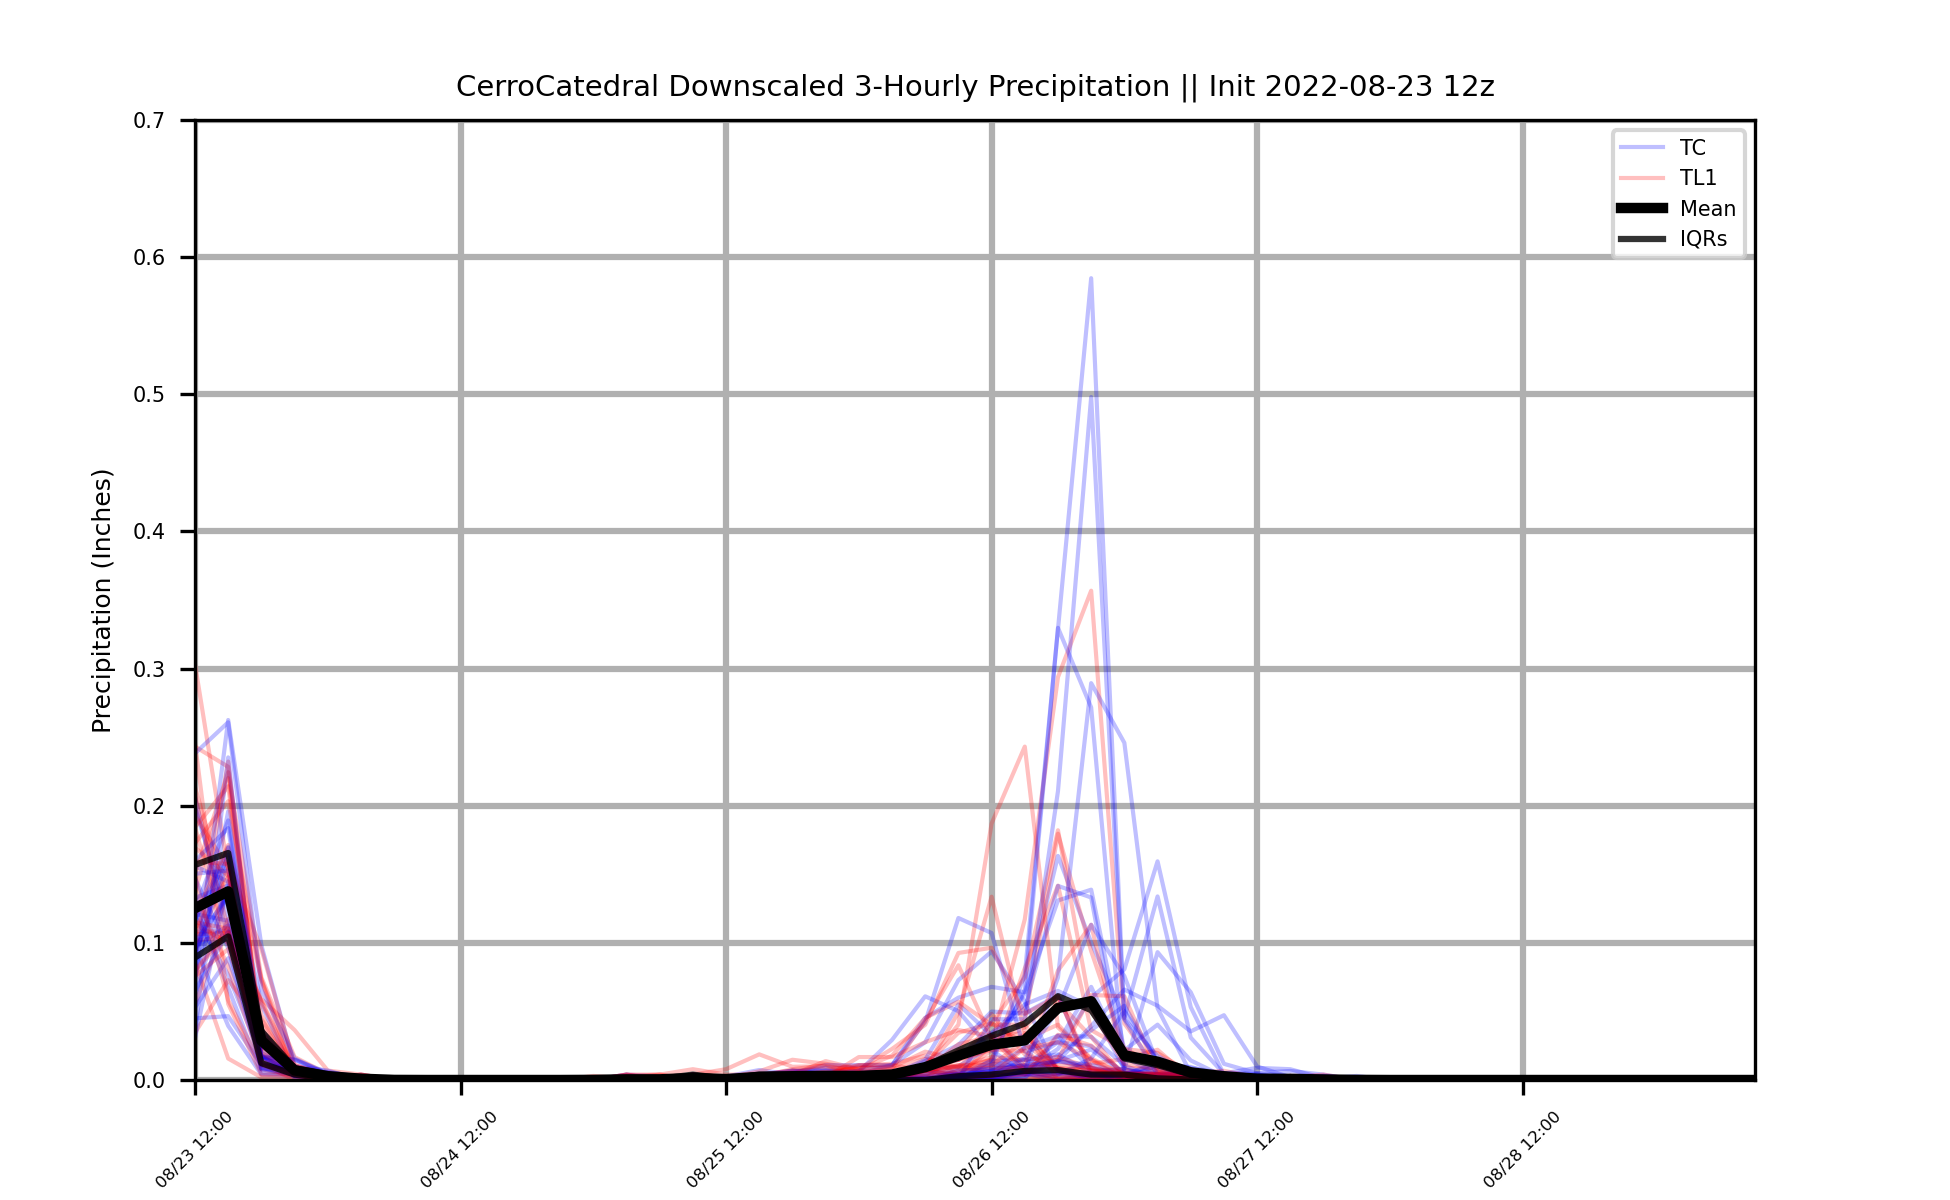 CerroCatedral Downscaled 3-Hourly Precipitation || Init 2022-08-23 12z
TC
TL1
Mean
IQRs
Precipitation (Inches)
0.7
0.6
0.5
0.4
0.3
0.2
0.1
0.0
08/23 12:00
08/24 12:00
08/25 12:00
08/26 12:00
08/27 12:00
08/28 12:00